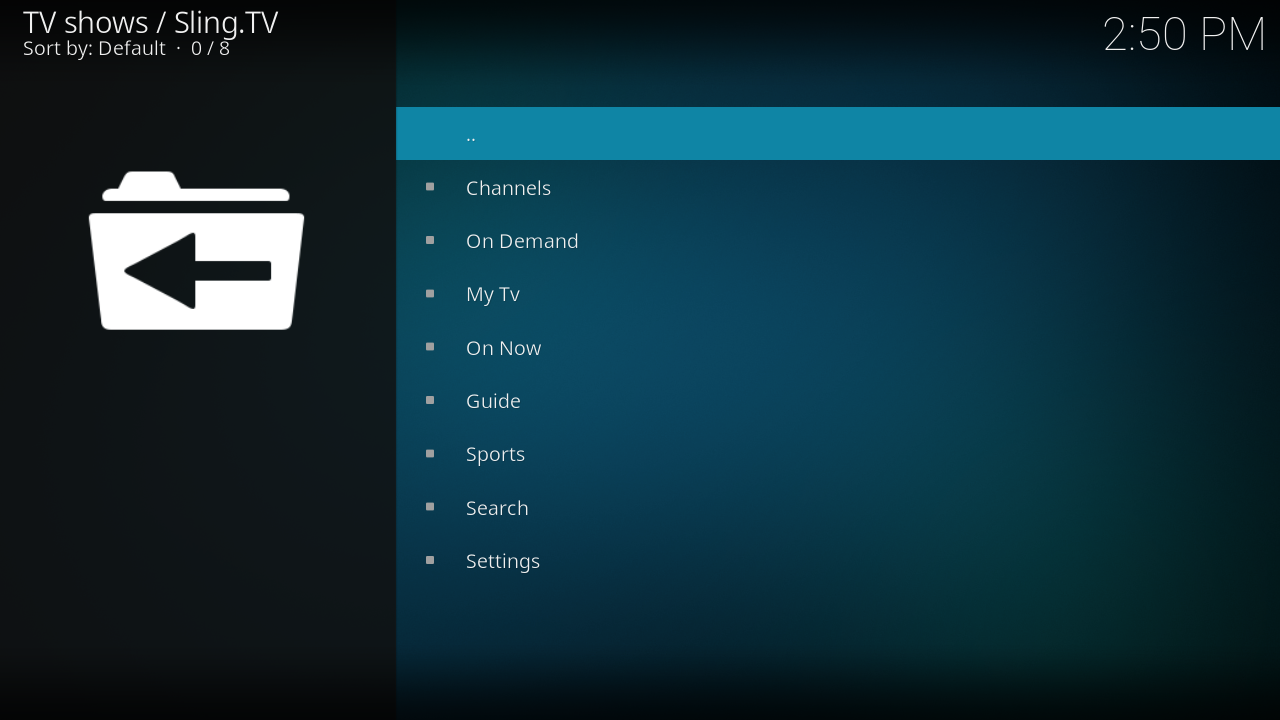 TV shows / Sling.TV
Sort by: Default · 0 / 8
2:50 PM
..
Channels
On Demand
My Tv
On Now
Guide
Sports
Search
Settings